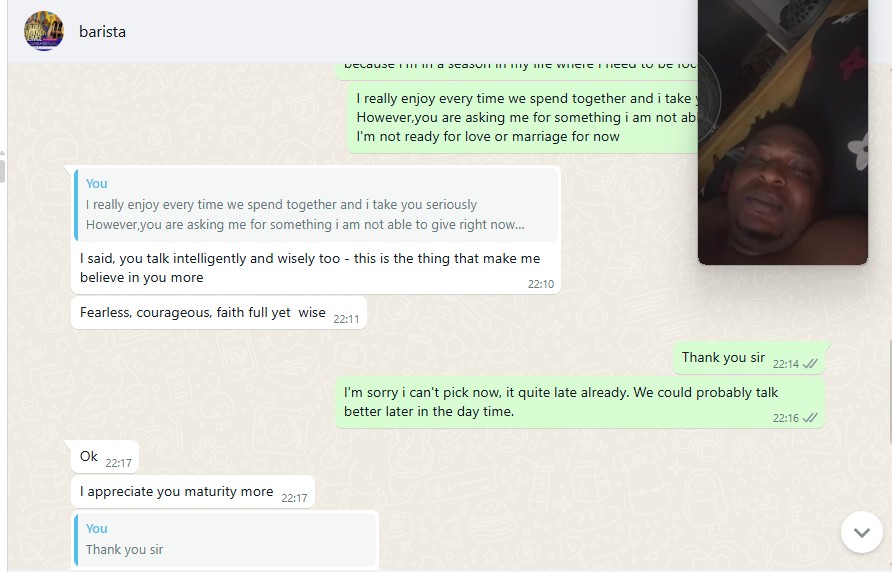 barista
because I'm in a season in my life where I need to be foc
I really enjoy every time we spend together and i take
However,you are asking me for something i am not ab
I'm not ready for love or marriage for now
You
I really enjoy every time we spend together and i take you seriously
However,you are asking me for something i am not able to give right now...
I said, you talk intelligently and wisely too - this is the thing that make me
believe in you more
22:10
Fearless, courageous, faith full yet wise 22:11
Thank you sir 22:14
I'm sorry i can't pick now, it quite late already. We could probably talk
better later in the day time.
22:16
Ok 22:17
I appreciate you maturity more 22:17
You
Thank you sir